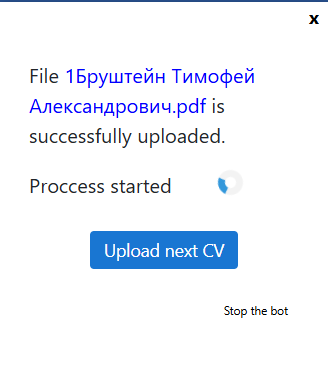 x
File 1Бруштейн Тимофей
Александрович.pdf is
successfully uploaded.
Proccess started
Upload next CV
Stop the bot